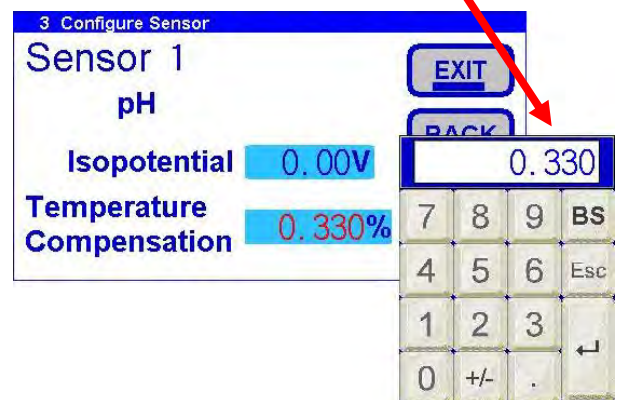 3 Configure Sensor
Sensor 1
EXIT
pH
BACK
Isopotential 0.00V
0.330
Temperature
Compensation 0.330%
7 8 9 BS
4 5 6 Esc
1 2 3 ↵
0 +/- .